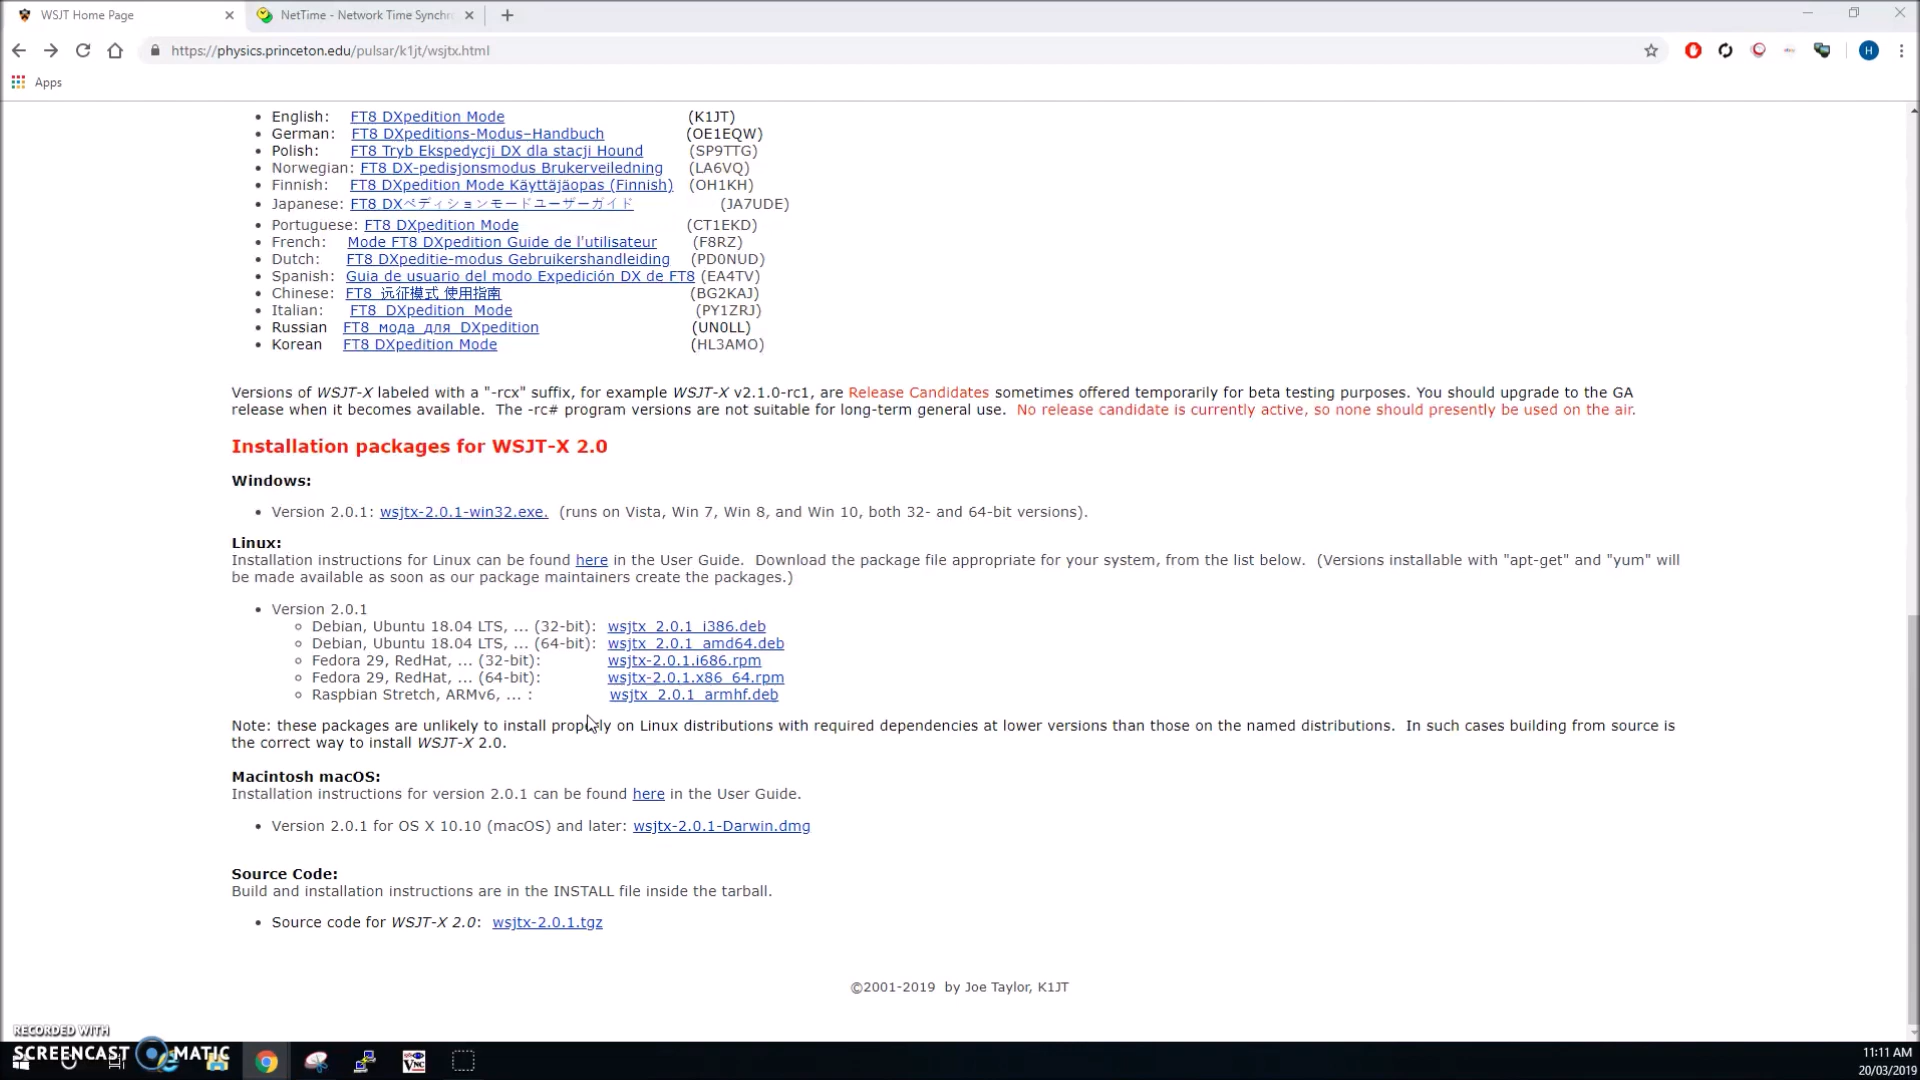 WSJT Home Page
NetTime - Network Time Synchr
https://physics.princeton.edu/pulsar/k1jt/wsjtx.html
H
Apps
English: FT8 DXpedition Mode (K1JT)
German: FT8 DXpeditions-Modus–Handbuch (OE1EQW)
Polish: FT8 Tryb Ekspedycji DX dla stacji Hound (SP9TTG)
Norwegian: FT8 DX-pedisjonsmodus Brukerveiledning (LA6VQ)
Finnish: FT8 DXpedition Mode Käyttäjäopas (Finnish) (OH1KH)
Japanese: FT8 DXペディションモードユーザーガイド (JA7UDE)
Portuguese: FT8 DXpedition Mode (CT1EKD)
French: Mode FT8 DXpedition Guide de l'utilisateur (F8RZ)
Dutch: FT8 DXpeditie-modus Gebruikershandleiding (PD0NUD)
Spanish: Guia de usuario del modo Expedición DX de FT8 (EA4TV)
Chinese: FT8 远征模式 使用指南 (BG2KAJ)
Italian: FT8 DXpedition Mode (PY1ZRJ)
Russian FT8 мода для DXpedition (UN0LL)
Korean FT8 DXpedition Mode (HL3AMO)
Versions of WSJT-X labeled with a "-rcx" suffix, for example WSJT-X v2.1.0-rc1, are Release Candidates sometimes offered temporarily for beta testing purposes. You should upgrade to the GA
release when it becomes available. The -rc# program versions are not suitable for long-term general use. No release candidate is currently active, so none should presently be used on the air.
Installation packages for WSJT-X 2.0
Windows:
Version 2.0.1: wsjtx-2.0.1-win32.exe. (runs on Vista, Win 7, Win 8, and Win 10, both 32- and 64-bit versions).
Linux:
Installation instructions for Linux can be found here in the User Guide. Download the package file appropriate for your system, from the list below. (Versions installable with "apt-get" and "yum" will
be made available as soon as our package maintainers create the packages.)
Version 2.0.1
Debian, Ubuntu 18.04 LTS, ... (32-bit): wsjtx_2.0.1_i386.deb
Debian, Ubuntu 18.04 LTS, ... (64-bit): wsjtx_2.0.1_amd64.deb
Fedora 29, RedHat, ... (32-bit): wsjtx-2.0.1.i686.rpm
Fedora 29, RedHat, ... (64-bit): wsjtx-2.0.1.x86_64.rpm
Raspbian Stretch, ARMv6, ... : wsjtx_2.0.1_armhf.deb
Note: these packages are unlikely to install properly on Linux distributions with required dependencies at lower versions than those on the named distributions. In such cases building from source is
the correct way to install WSJT-X 2.0.
Macintosh macOS:
Installation instructions for version 2.0.1 can be found here in the User Guide.
Version 2.0.1 for OS X 10.10 (macOS) and later: wsjtx-2.0.1-Darwin.dmg
Source Code:
Build and installation instructions are in the INSTALL file inside the tarball.
Source code for WSJT-X 2.0: wsjtx-2.0.1.tgz
©2001-2019 by Joe Taylor, K1JT
RECORDED WITH
SCREENCAST MATIC
VNC
11:11 AM
20/03/2019